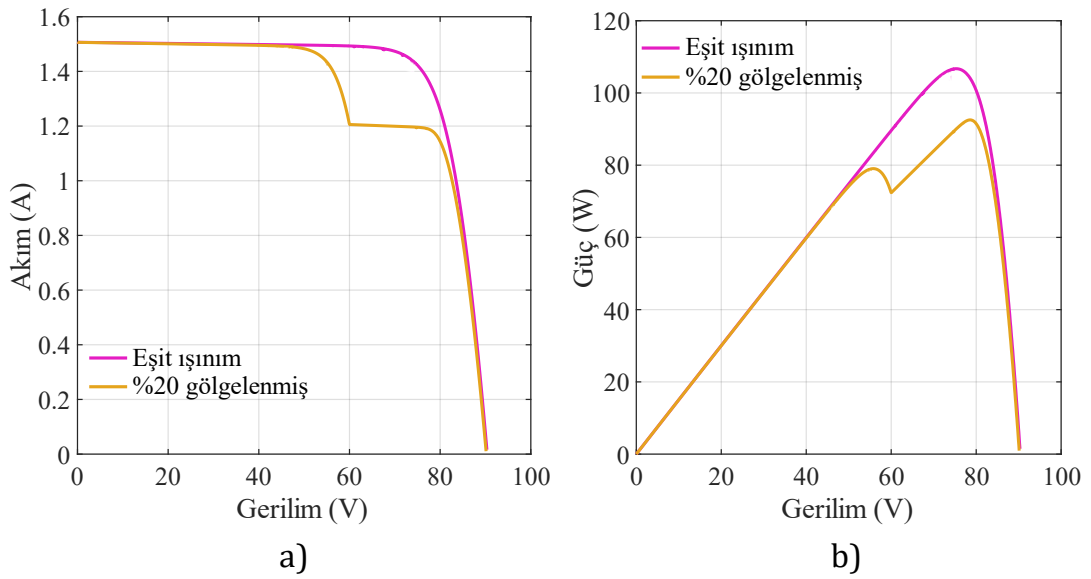 1.6
1.4
1.2
1
0.8
0.6
0.4
0.2
0
Akım (A)
Eşit ışınım
%20 gölgelenmiş
0 20 40 60 80 100
Gerilim (V)
a)
120
100
80
60
40
20
0
Güç (W)
Eşit ışınım
%20 gölgelenmiş
0 20 40 60 80 100
Gerilim (V)
b)